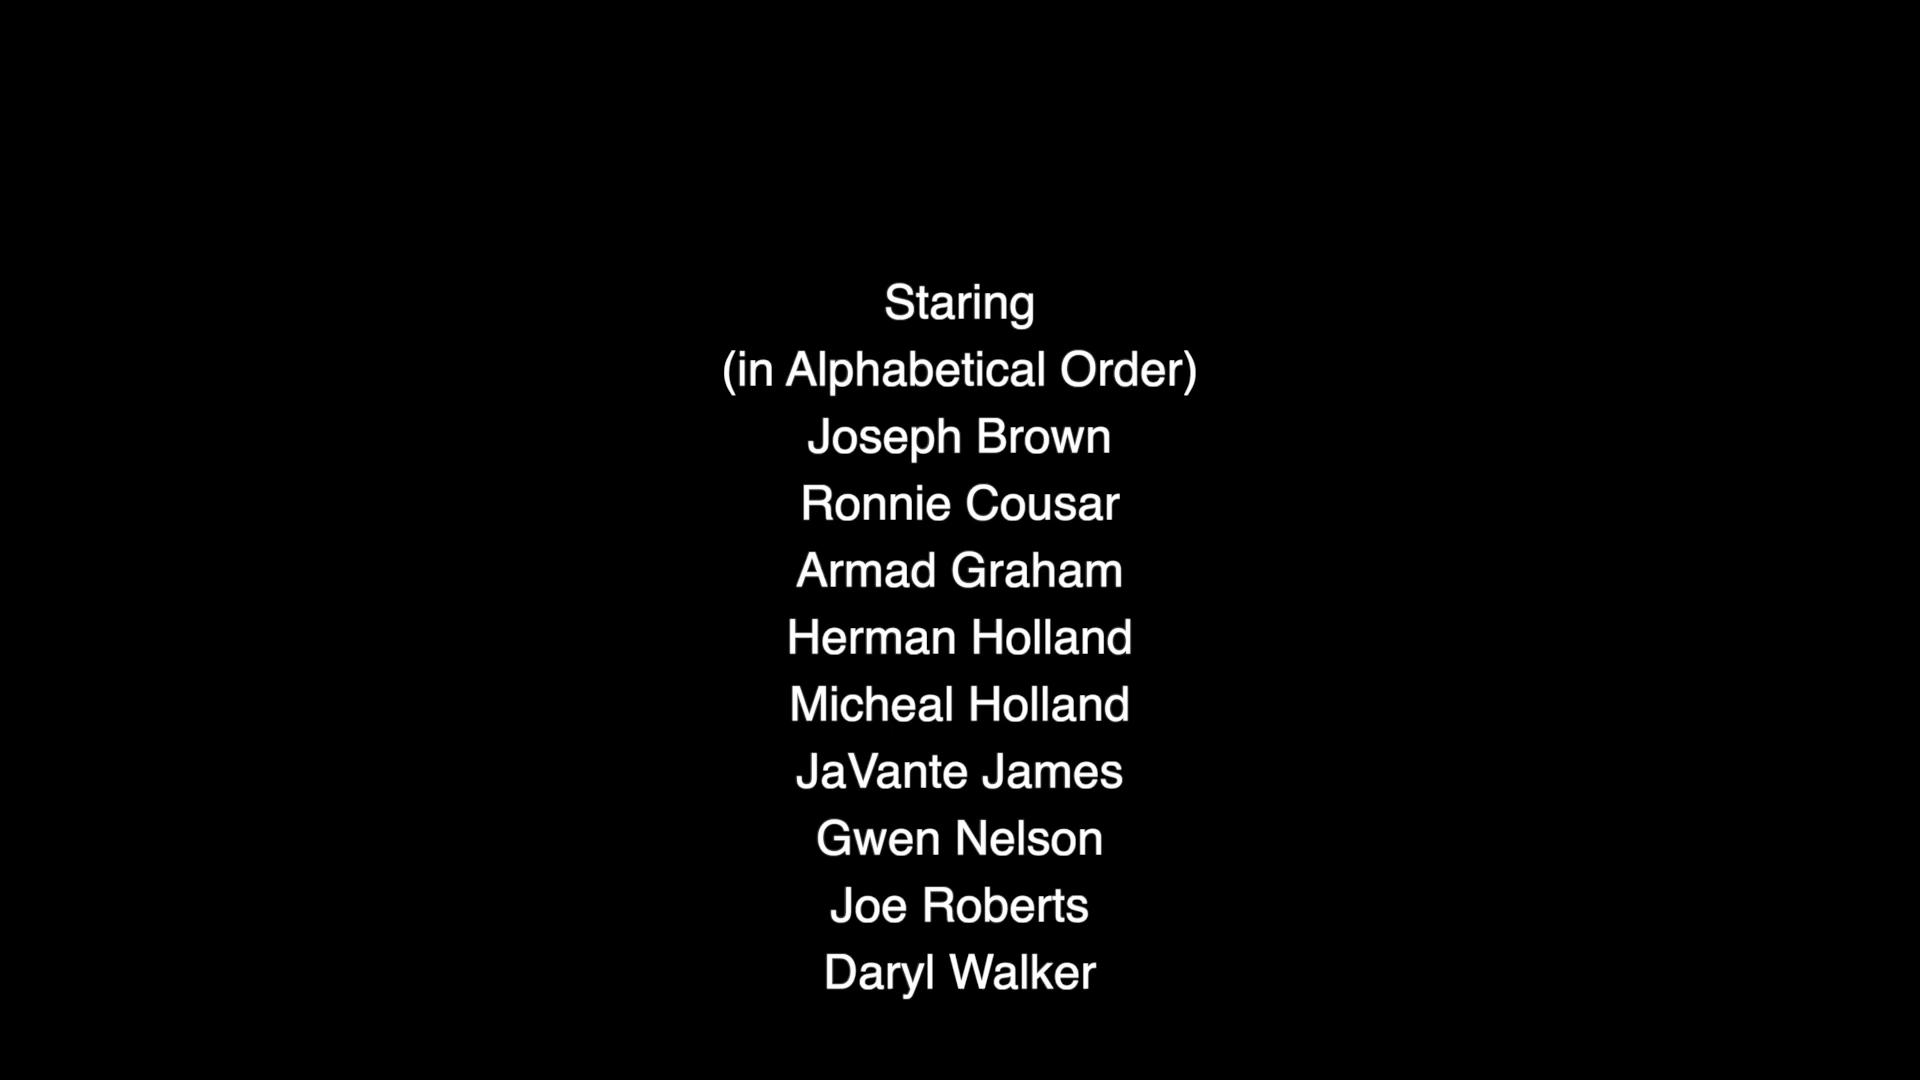 Staring
(in Alphabetical Order)
Joseph Brown
Ronnie Cousar
Armad Graham
Herman Holland
Micheal Holland
JaVante James
Gwen Nelson
Joe Roberts
Daryl Walker